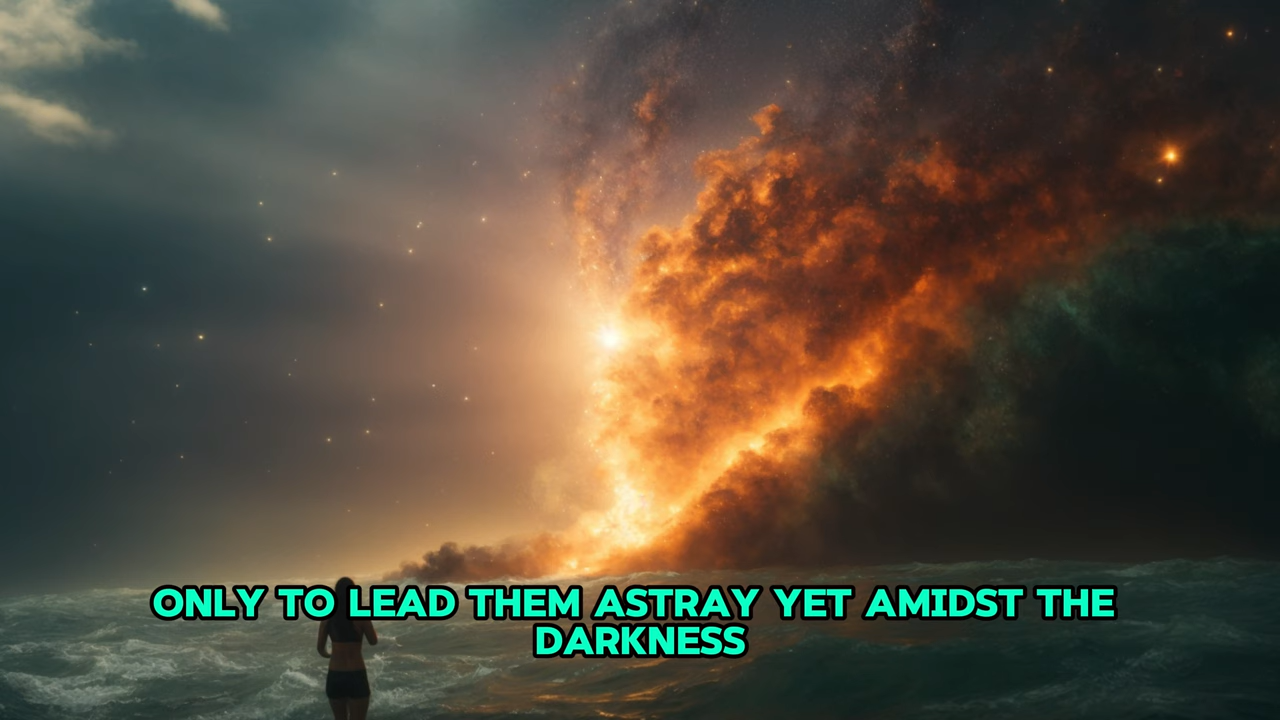 ONLY TO LEAD THEM ASTRAY YET AMIDST THE
DARKNESS